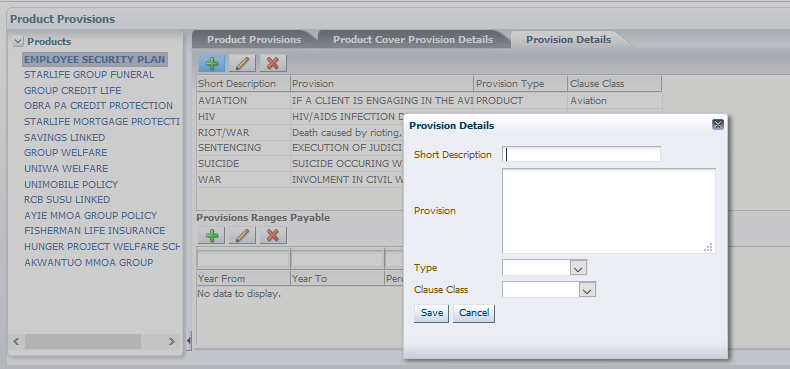 Product Provisions
Products
EMPLOYEE SECURITY PLAN
STARLIFE GROUP FUNERAL
GROUP CREDIT LIFE
OBRA PA CREDIT PROTECTION
STARLIFE MORTGAGE PROTECTI
SAVINGS LINKED
GROUP WELFARE
UNIWA WELFARE
UNIMOBILE POLICY
RCB SUSU LINKED
AYIE MMOA GROUP POLICY
FISHERMAN LIFE INSURANCE
HUNGER PROJECT WELFARE SCH
AKWANTUO MMOA GROUP
Product Provisions Product Cover Provision Details Provision Details
Short Description Provision Provision Type Clause Class
AVIATION IF A CLIENT IS ENGAGING IN THE AVI PRODUCT Aviation
HIV HIV/AIDS INFECTION D
RIOT/WAR Death caused by rioting,
SENTENCING EXECUTION OF JUDICI
SUICIDE SUICIDE OCCURING W
WAR INVOLMENT IN CIVIL W
Provisions Ranges Payable
Year From Year To Perc
No data to display.
Provision Details
Short Description
Provision
Type
Clause Class
Save Cancel